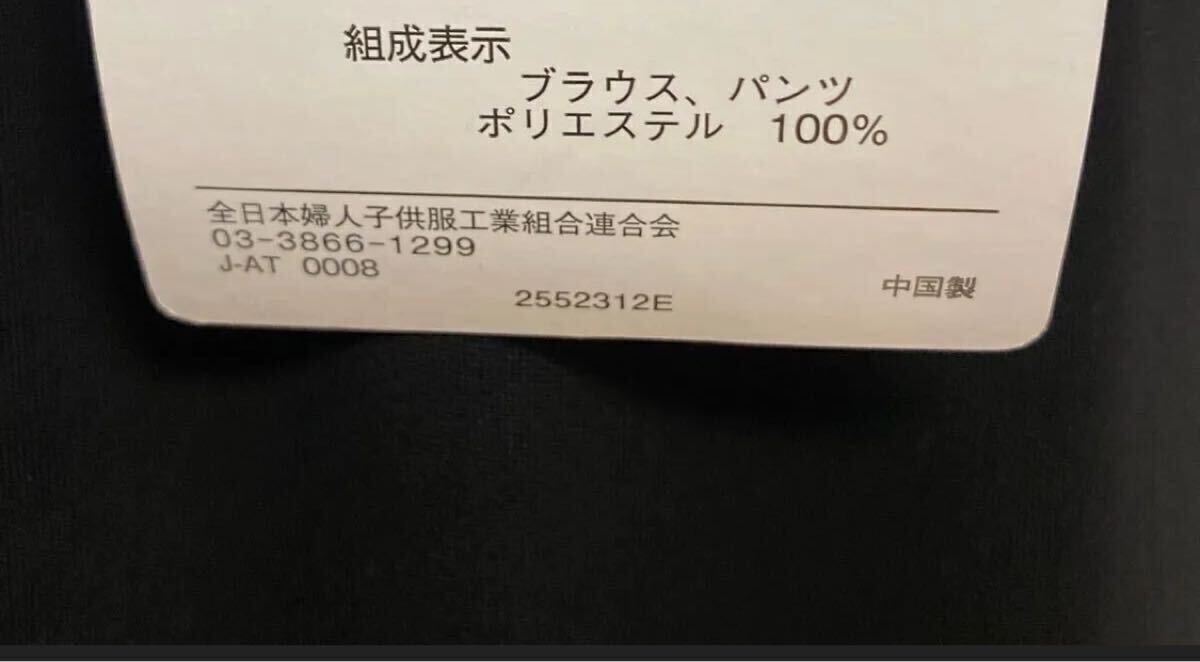 組成表示
ブラウス、パンツ
ポリエステル　100%
全日本婦人子供服工業組合連合会
03-3866-1299
J-AT 0008
2552312E
中国製